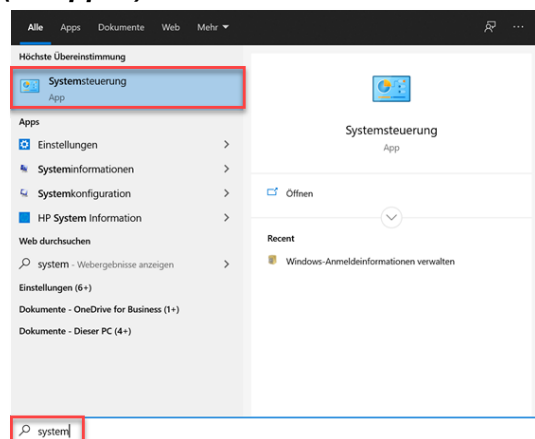 Alle Apps Dokumente Web Mehr
Höchste Übereinstimmung
Systemsteuerung
App
Apps
Einstellungen
Systeminformationen
Systemkonfiguration
HP System Information
Web durchsuchen
system - Webergebnisse anzeigen
Einstellungen (6+)
Dokumente - OneDrive for Business (1+)
Dokumente - Dieser PC (4+)
Systemsteuerung
App
Öffnen
Recent
Windows-Anmeldeinformationen verwalten
system